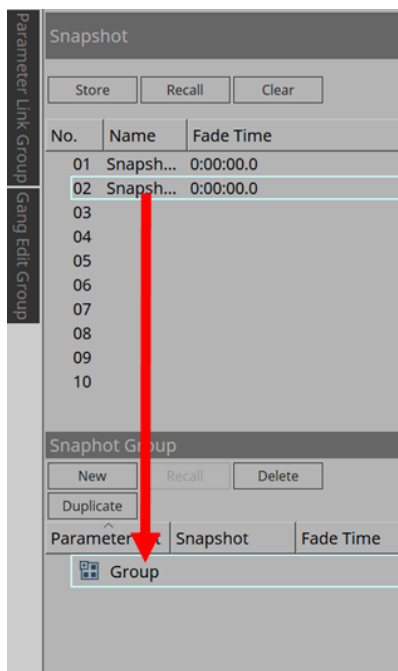 Parameter Link Group
Gang Edit Group
Snapshot
Store Recall Clear
No. Name Fade Time
01 Snapsh... 0:00:00.0
02 Snapsh... 0:00:00.0
03
04
05
06
07
08
09
10
Snaphot Group
New Recall Delete
Duplicate
Snapshot Fade Time
Group